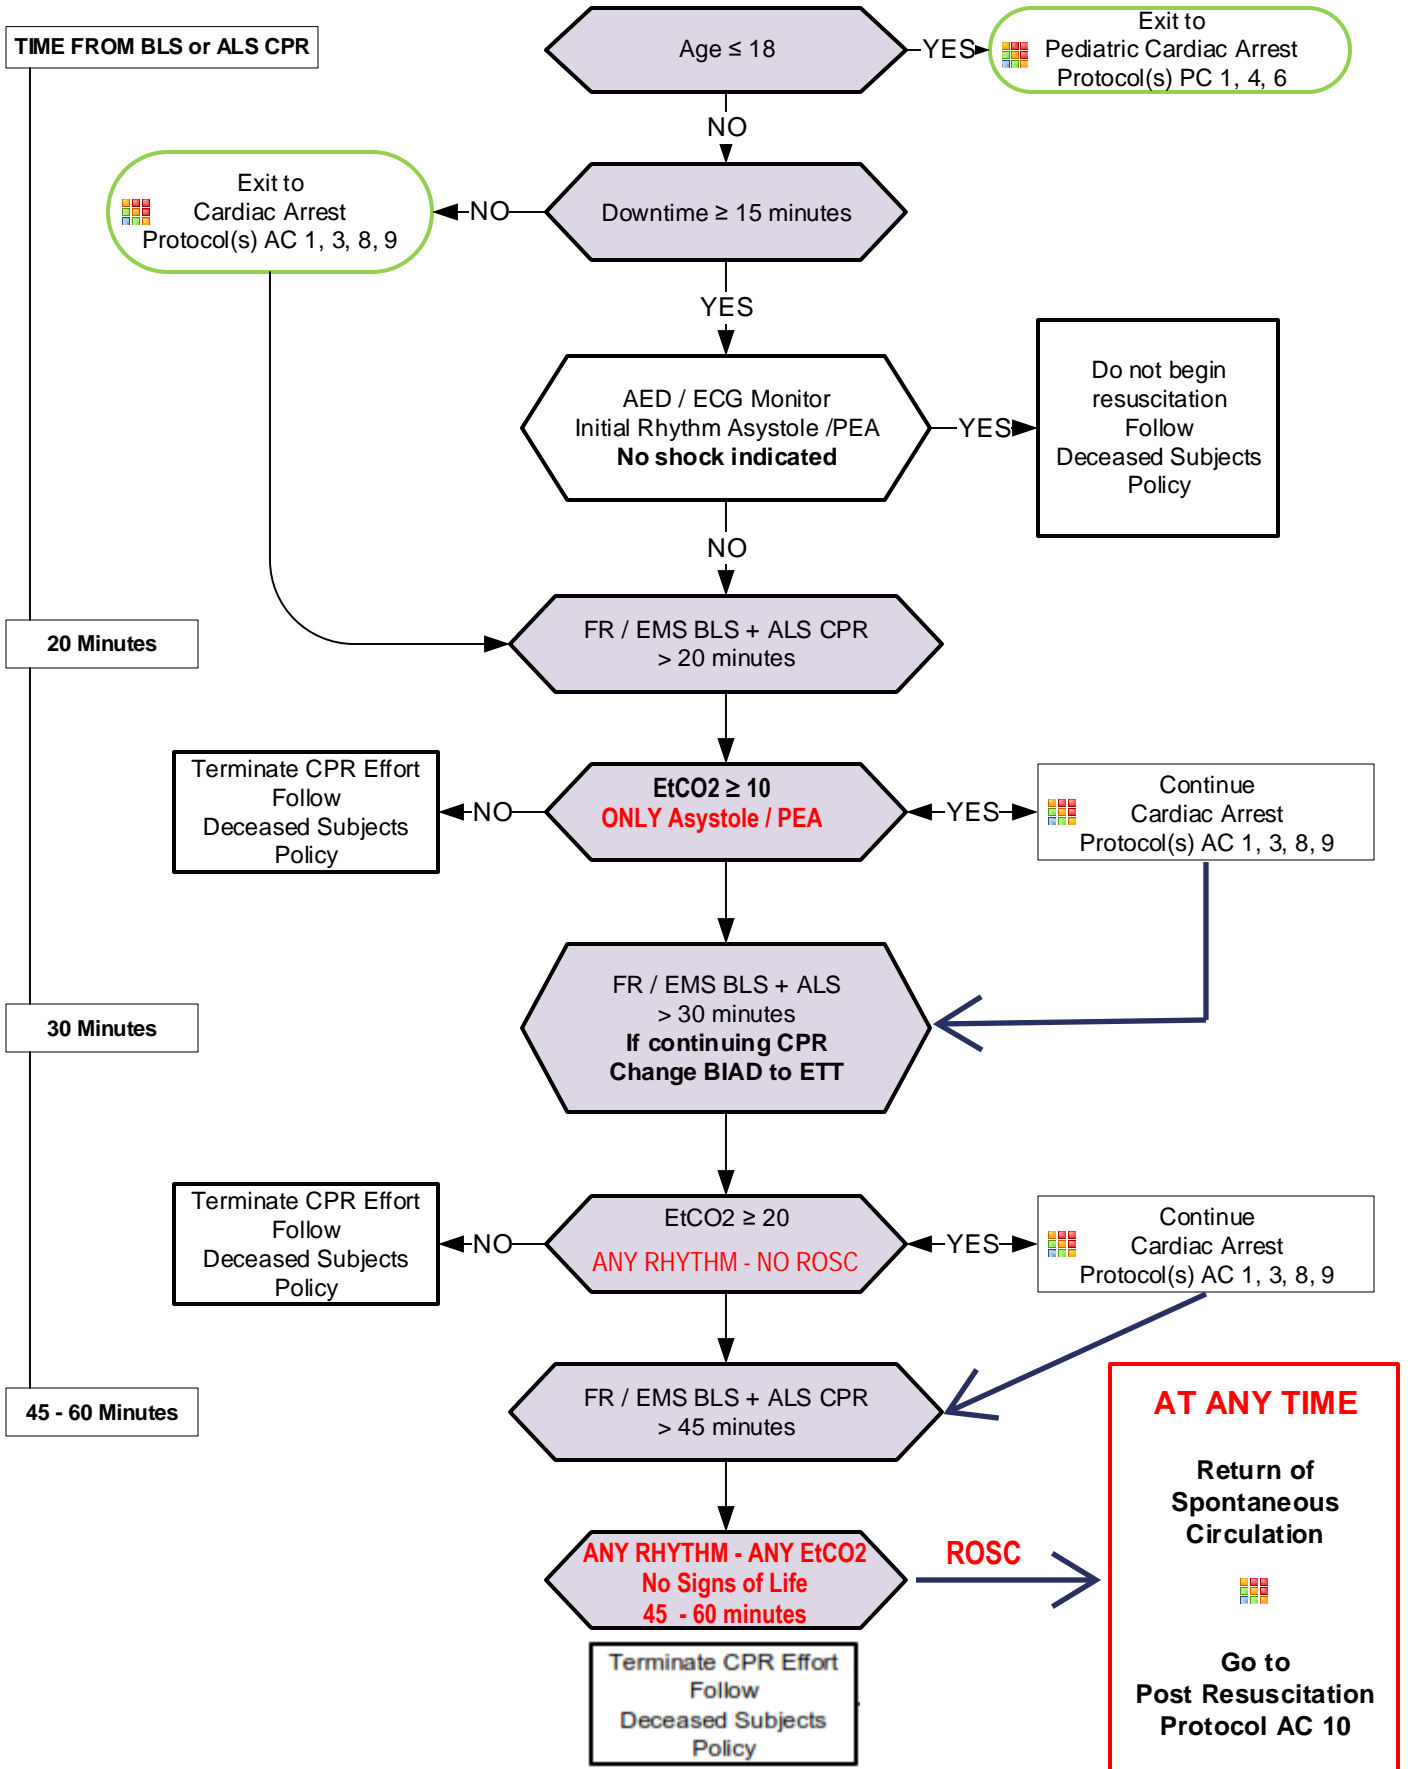 TIME FROM BLS or ALS CPR
Age ≤ 18
YES
Exit to
Pediatric Cardiac Arrest
Protocol(s) PC 1, 4, 6
NO
Exit to
Cardiac Arrest
Protocol(s) AC 1, 3, 8, 9
NO
Downtime ≥ 15 minutes
YES
AED / ECG Monitor
Initial Rhythm Asystole /PEA
No shock indicated
YES
Do not begin
resuscitation
Follow
Deceased Subjects
Policy
NO
20 Minutes
FR / EMS BLS + ALS CPR
> 20 minutes
Terminate CPR Effort
Follow
Deceased Subjects
Policy
NO
EtCO2 ≥ 10
ONLY Asystole / PEA
YES
Continue
Cardiac Arrest
Protocol(s) AC 1, 3, 8, 9
30 Minutes
FR / EMS BLS + ALS
> 30 minutes
If continuing CPR
Change BIAD to ETT
Terminate CPR Effort
Follow
Deceased Subjects
Policy
NO
EtCO2 ≥ 20
ANY RHYTHM - NO ROSC
YES
Continue
Cardiac Arrest
Protocol(s) AC 1, 3, 8, 9
45 - 60 Minutes
FR / EMS BLS + ALS CPR
> 45 minutes
ANY RHYTHM - ANY EtCO2
No Signs of Life
45 - 60 minutes
ROSC
AT ANY TIME
Return of
Spontaneous
Circulation
Go to
Post Resuscitation
Protocol AC 10
Terminate CPR Effort
Follow
Deceased Subjects
Policy